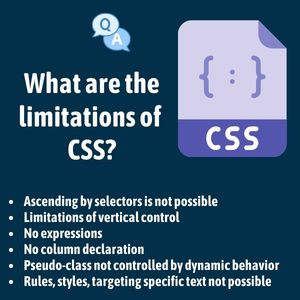 Q
A
What are the
limitations of
CSS?
{ : }
CSS
• Ascending by selectors is not possible
• Limitations of vertical control
• No expressions
• No column declaration
• Pseudo-class not controlled by dynamic behavior
• Rules, styles, targeting specific text not possible